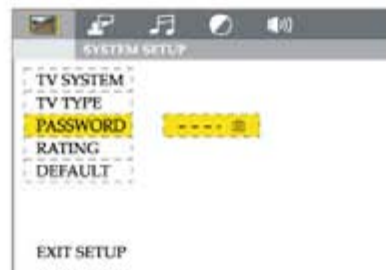 SYSTEM SETUP
TV SYSTEM
TV TYPE
PASSWORD - - - -
RATING
DEFAULT
EXIT SETUP